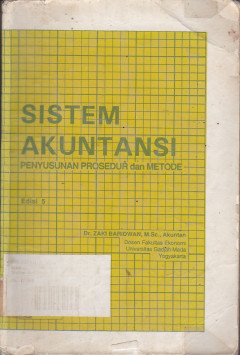 SISTEM
AKUNTANSI
PENYUSUNAN PROSEDUR dan METODE
Edisi 5
Dr. ZAKI BARIDWAN, M.Sc., Akuntan
Dosen Fakultas Ekonomi
Universitas Gadjah Mada
Yogyakarta